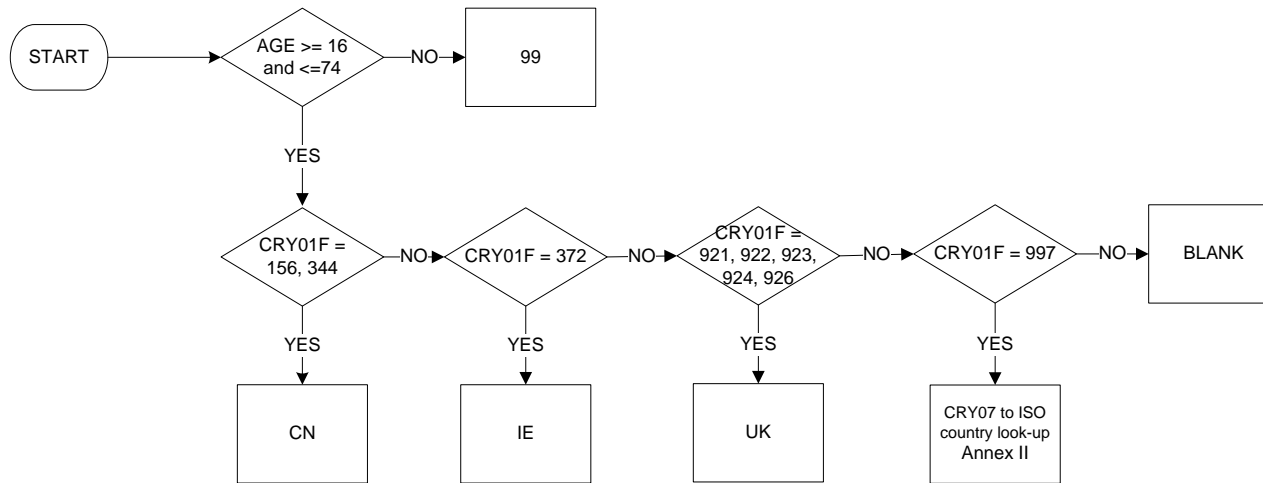 START
AGE >= 16
and <=74
NO
99
YES
CRY01F =
156, 344
NO
CRY01F = 372
NO
CRY01F =
921, 922, 923,
924, 926
NO
CRY01F = 997
NO
BLANK
YES
YES
YES
YES
CN
IE
UK
CRY07 to ISO
country look-up
Annex II